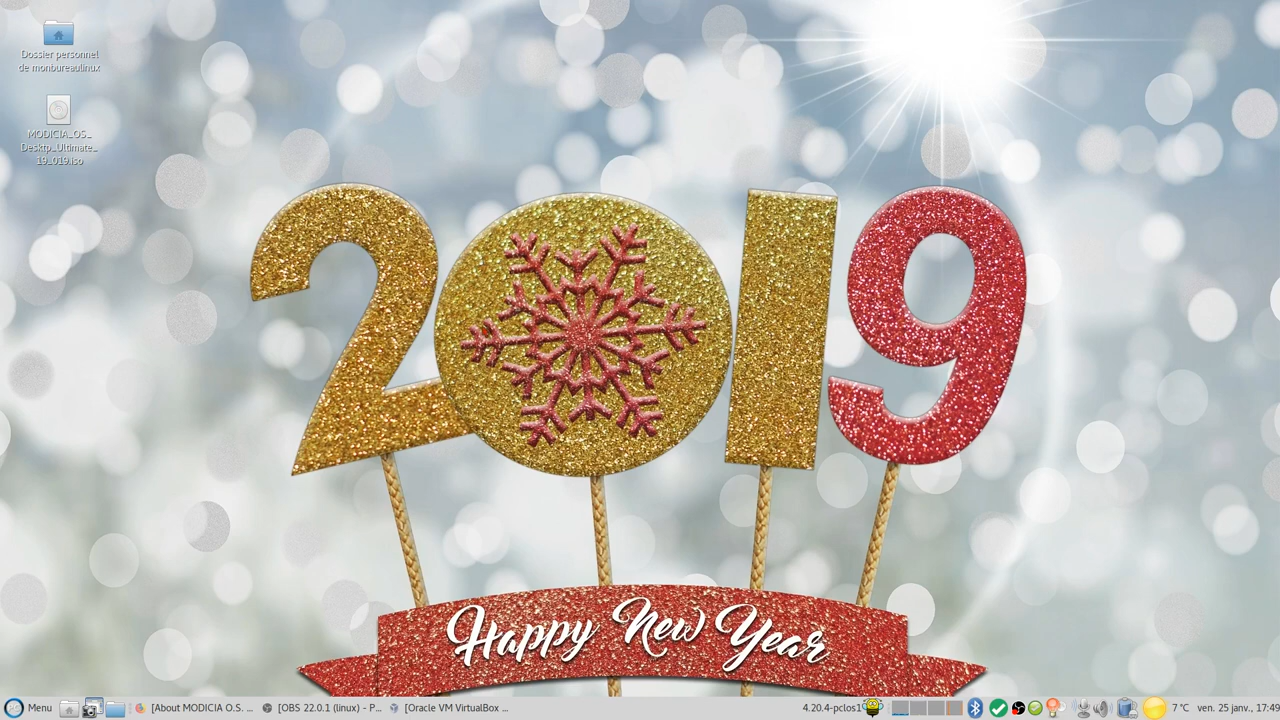 Dossier personnel
de monbureaulinux
MODICIA_OS_
Desktp_Ultimate_
19_019.iso
2019
Happy New Year
Menu
[About MODICIA O.S. ...
[OBS 22.0.1 (linux) - P...
[Oracle VM VirtualBox ...
4.20.4-pclos1
7 °C
ven. 25 janv., 17:49